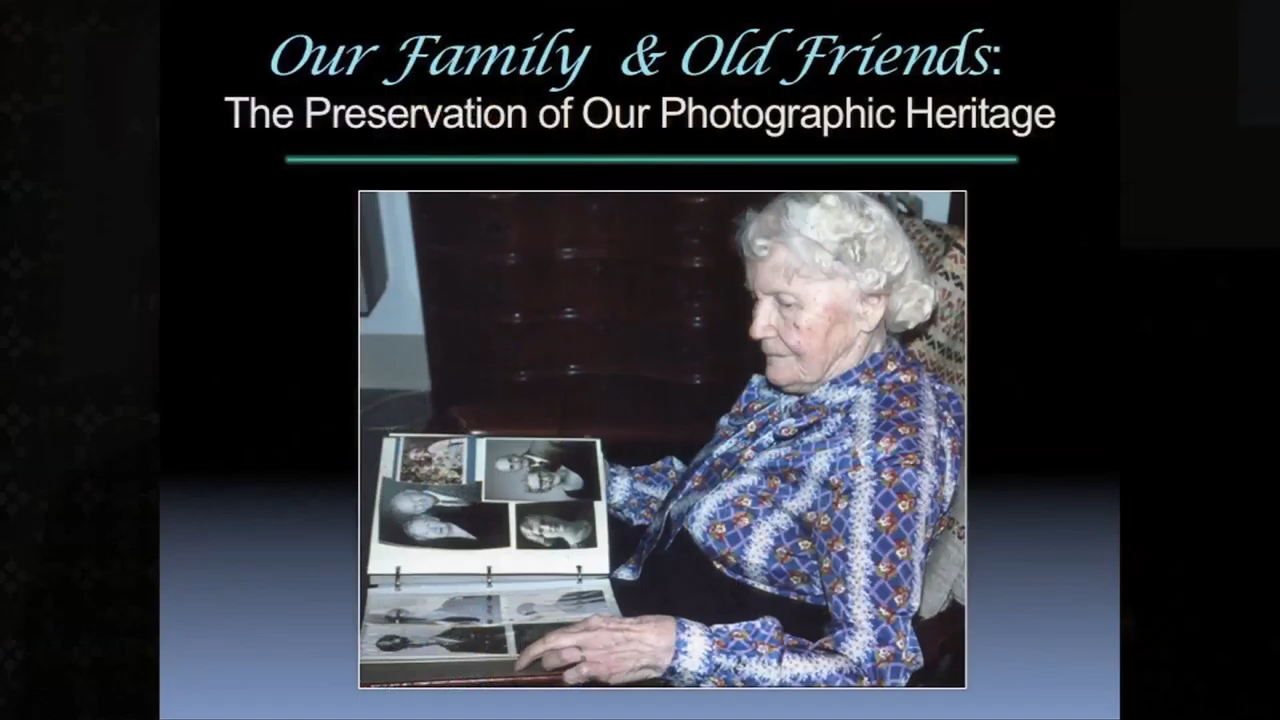 Our Family & Old Friends:
The Preservation of Our Photographic Heritage